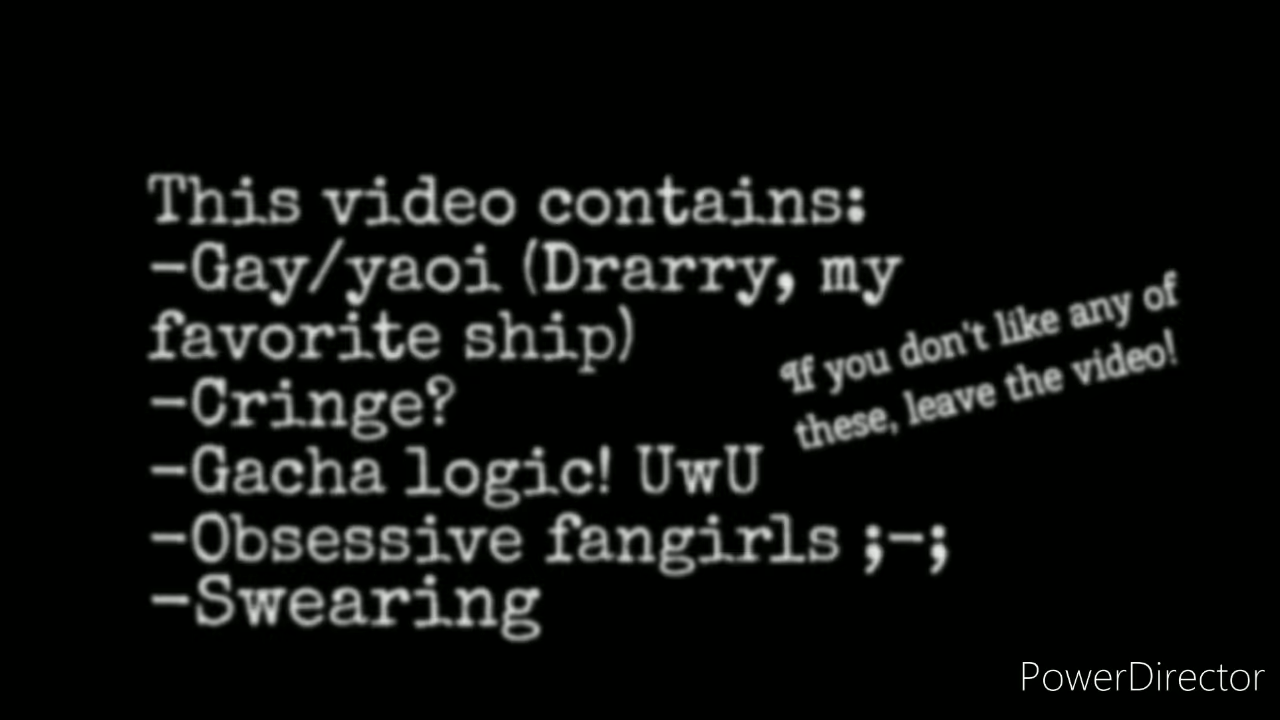 This video contains:
-Gay/yaoi (Drarry, my
favorite ship)
-Cringe?
-Gacha logic! UwU
-Obsessive fangirls ;-;
-Swearing
If you don't like any of
these, leave the video!
PowerDirector